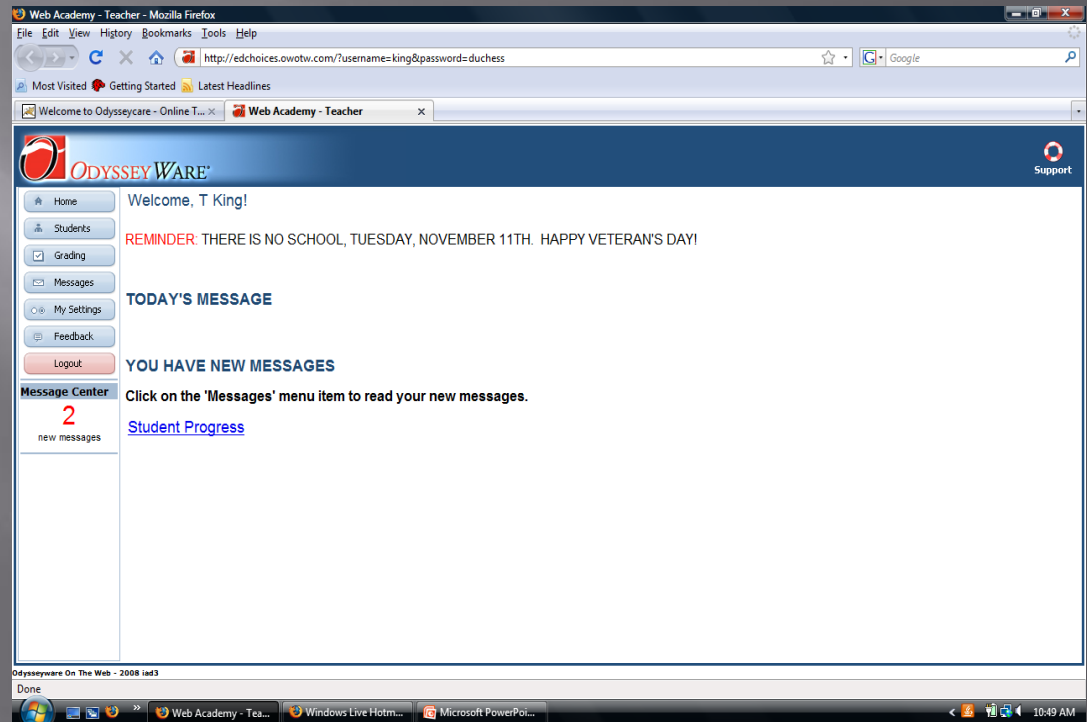 Web Academy - Teacher - Mozilla Firefox
File Edit View History Bookmarks Tools Help
http://edchoices.owotw.com/?username=king&password=duchess
G Google
Most Visited Getting Started Latest Headlines
Welcome to Odysseycare - Online T... Web Academy - Teacher
ODYSSEYWARE®
Support
Home
Students
Grading
Messages
My Settings
Feedback
Logout
Message Center
2
new messages
Welcome, T King!
REMINDER: THERE IS NO SCHOOL, TUESDAY, NOVEMBER 11TH. HAPPY VETERAN'S DAY!
TODAY'S MESSAGE
YOU HAVE NEW MESSAGES
Click on the 'Messages' menu item to read your new messages.
Student Progress
Odysseyware On The Web - 2008 iad3
Done
Web Academy - Tea... Windows Live Hotm... Microsoft PowerPoi... 10:49 AM